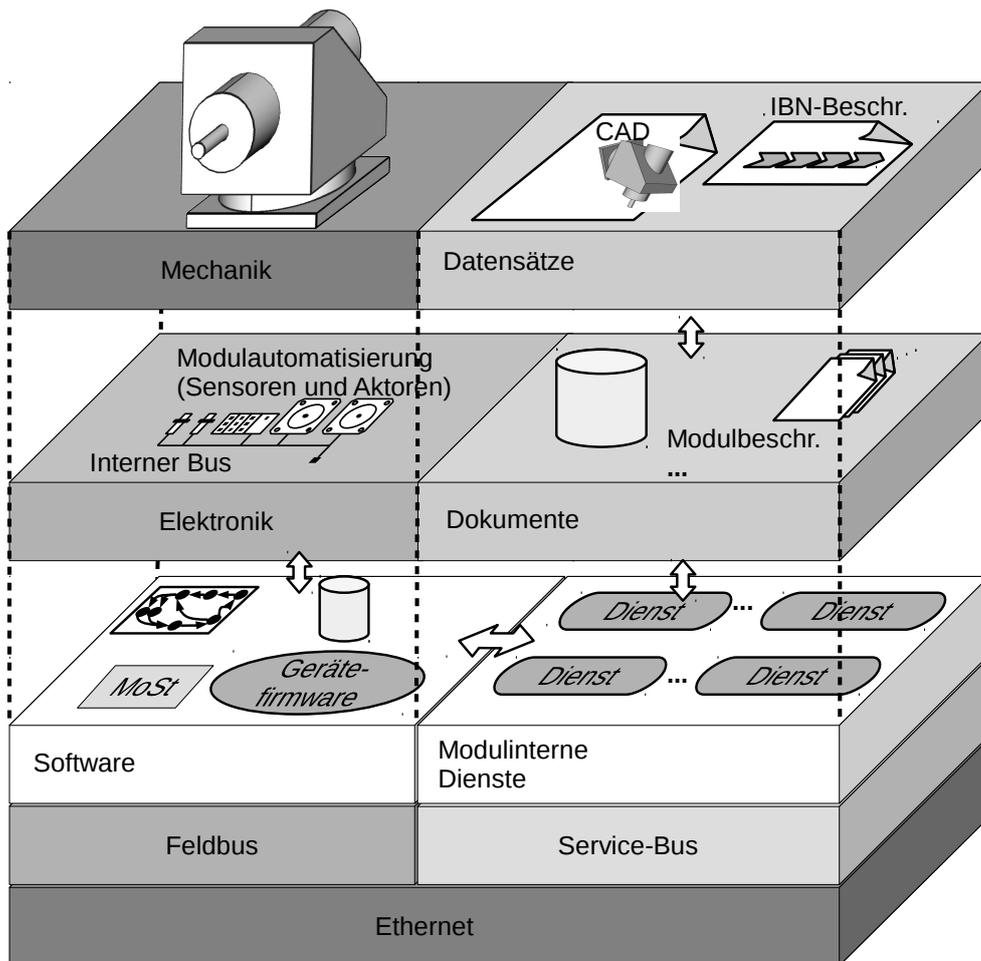 IBN-Beschr.
CAD
Mechanik
Datensätze
Modulautomatisierung
(Sensoren und Aktoren)
Interner Bus
Modulbeschr.
...
Elektronik
Dokumente
Dienst
...
Dienst
MoSt
Geräte-
firmware
Dienst
...
Dienst
Software
Modulinterne
Dienste
Feldbus
Service-Bus
Ethernet